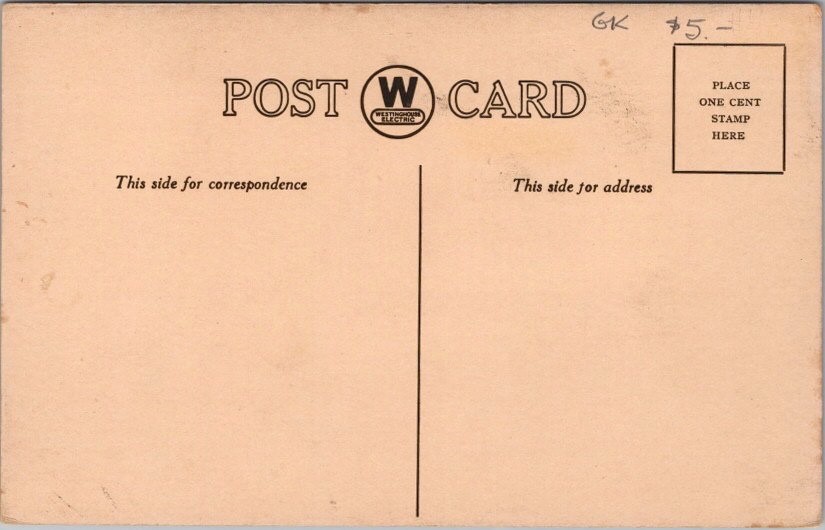 GK $5.-
POST W CARD
WESTINGHOUSE
ELECTRIC
PLACE
ONE CENT
STAMP
HERE
This side for correspondence
This side for address